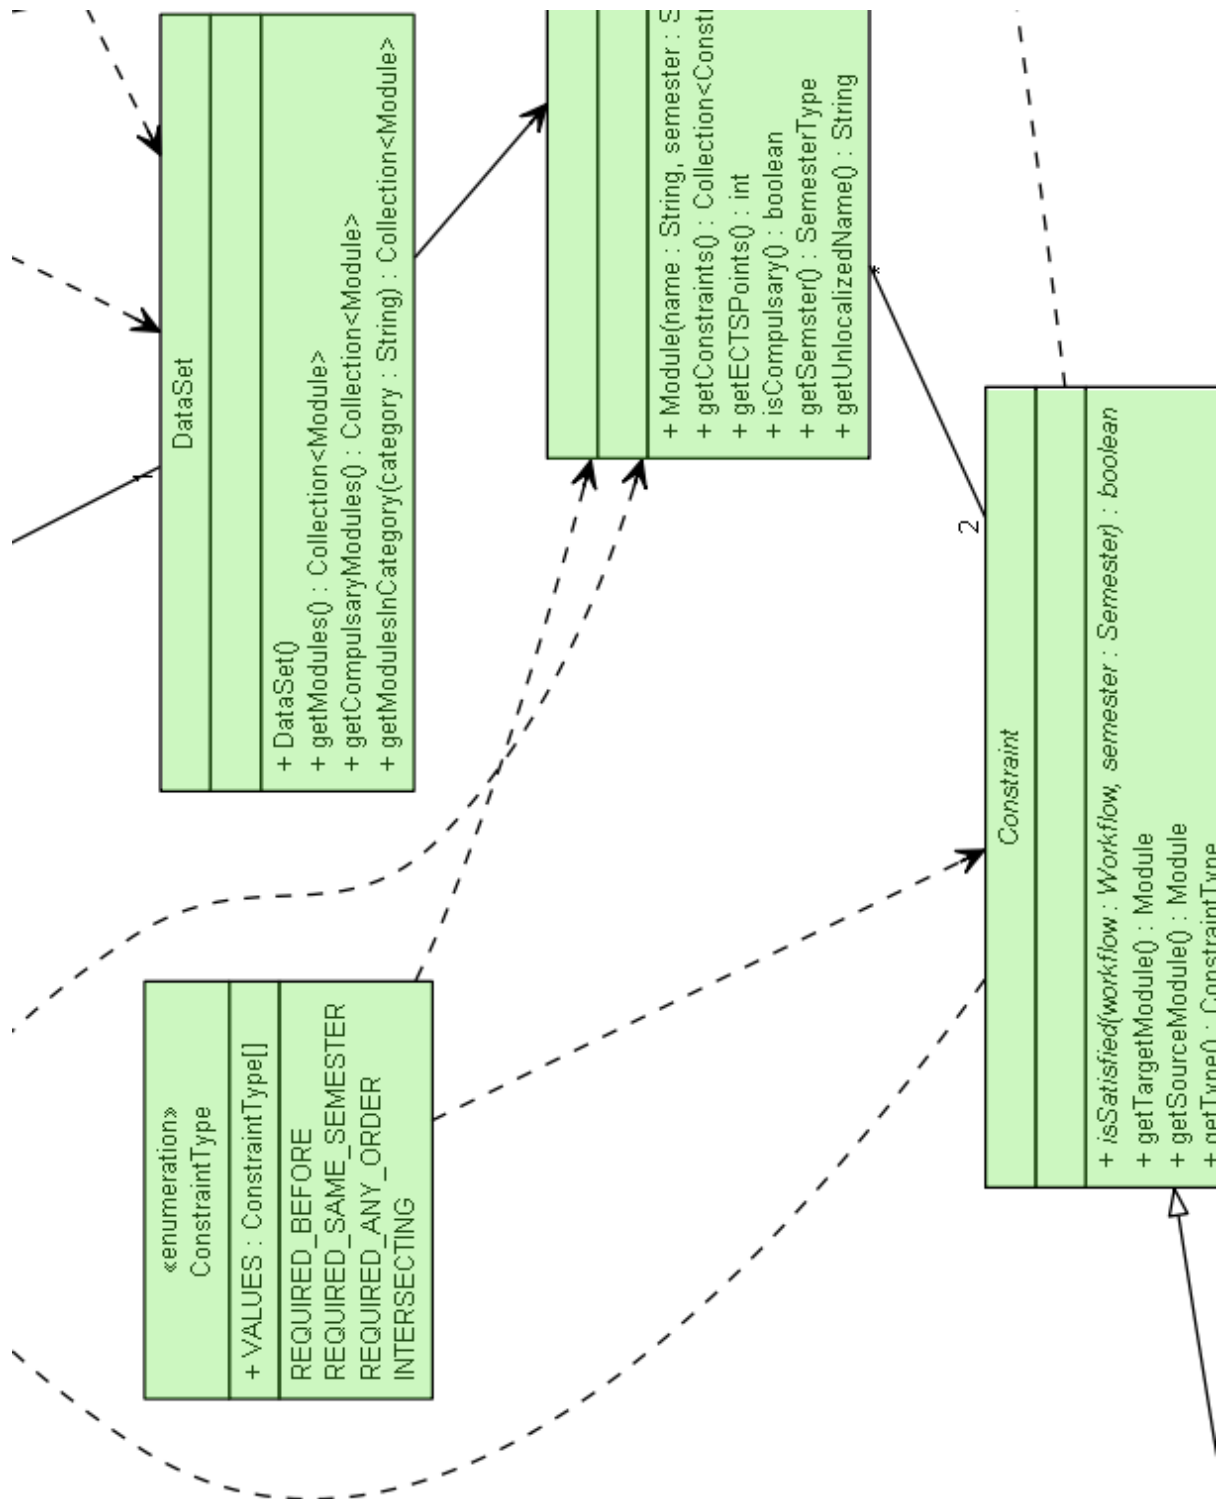 DataSet
+ DataSet()
+ getModules() : Collection<Module>
+ getCompulsaryModules() : Collection<Module>
+ getModulesInCategory(category : String) : Collection<Module>
+ Module(name : String, semester : S
+ getConstraints() : Collection<Const
+ getECTSPoints() : int
+ isCompulsary() : boolean
+ getSemster() : SemesterType
+ getUnlocalizedName() : String
*
2
Constraint
+ isSatisfied(workflow : Workflow, semester : Semester) : boolean
+ getTargetModule() : Module
+ getSourceModule() : Module
+ getType() : ConstraintType
«enumeration»
ConstraintType
+ VALUES : ConstraintType[]
REQUIRED_BEFORE
REQUIRED_SAME_SEMESTER
REQUIRED_ANY_ORDER
INTERSECTING